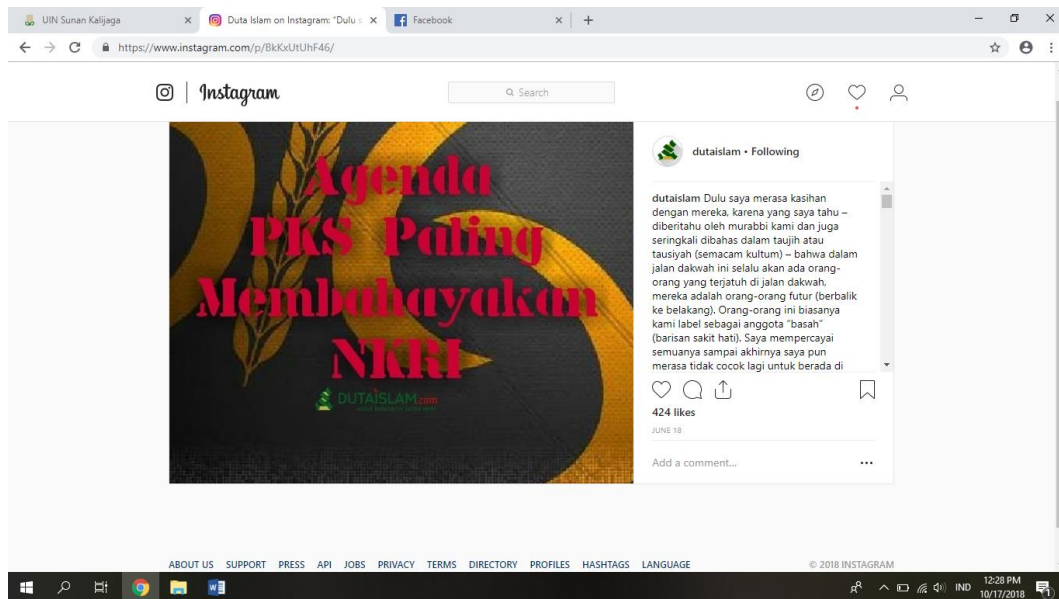 UIN Sunan Kalijaga
Duta Islam on Instagram: "Dulu s
Facebook
https://www.instagram.com/p/BkKxUtUhF46/
Instagram
Search
Agenda
PKS Paling
Membahayakan
NKRI
DUTAISLAM.com
dutaislam • Following
dutaislam Dulu saya merasa kasihan
dengan mereka, karena yang saya tahu –
diberitahu oleh murabbi kami dan juga
seringkali dibahas dalam taujih atau
tausiyah (semacam kultum) – bahwa dalam
jalan dakwah ini selalu akan ada orang-
orang yang terjatuh di jalan dakwah,
mereka adalah orang-orang futur (berbalik
ke belakang). Orang-orang ini biasanya
kami label sebagai anggota "basah"
(barisan sakit hati). Saya mempercayai
semuanya sampai akhirnya saya pun
merasa tidak cocok lagi untuk berada di
424 likes
JUNE 18
Add a comment...
ABOUT US SUPPORT PRESS API JOBS PRIVACY TERMS DIRECTORY PROFILES HASHTAGS LANGUAGE
© 2018 INSTAGRAM
IND
12:28 PM
10/17/2018